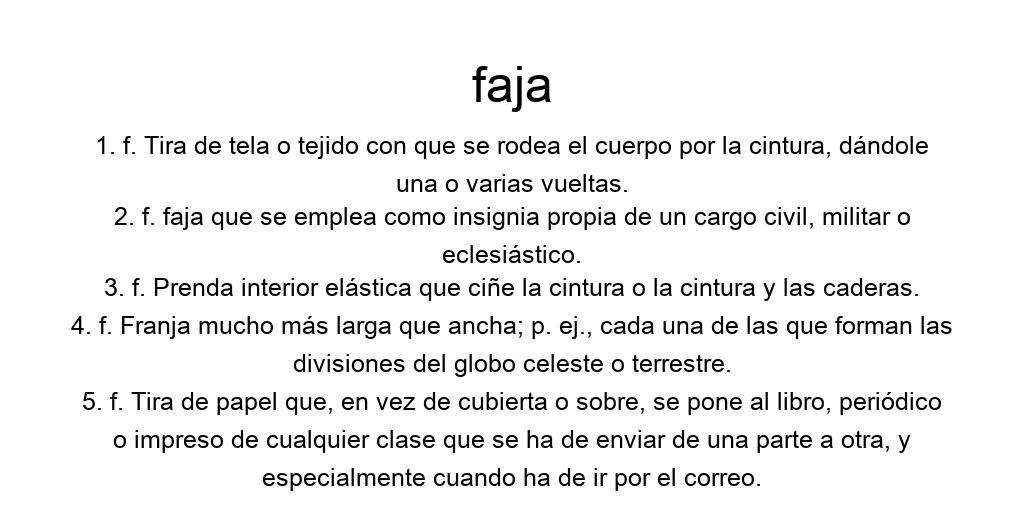 faja
1. f. Tira de tela o tejido con que se rodea el cuerpo por la cintura, dándole
una o varias vueltas.
2. f. faja que se emplea como insignia propia de un cargo civil, militar o
eclesiástico.
3. f. Prenda interior elástica que ciñe la cintura o la cintura y las caderas.
4. f. Franja mucho más larga que ancha; p. ej., cada una de las que forman las
divisiones del globo celeste o terrestre.
5. f. Tira de papel que, en vez de cubierta o sobre, se pone al libro, periódico
o impreso de cualquier clase que se ha de enviar de una parte a otra, y
especialmente cuando ha de ir por el correo.